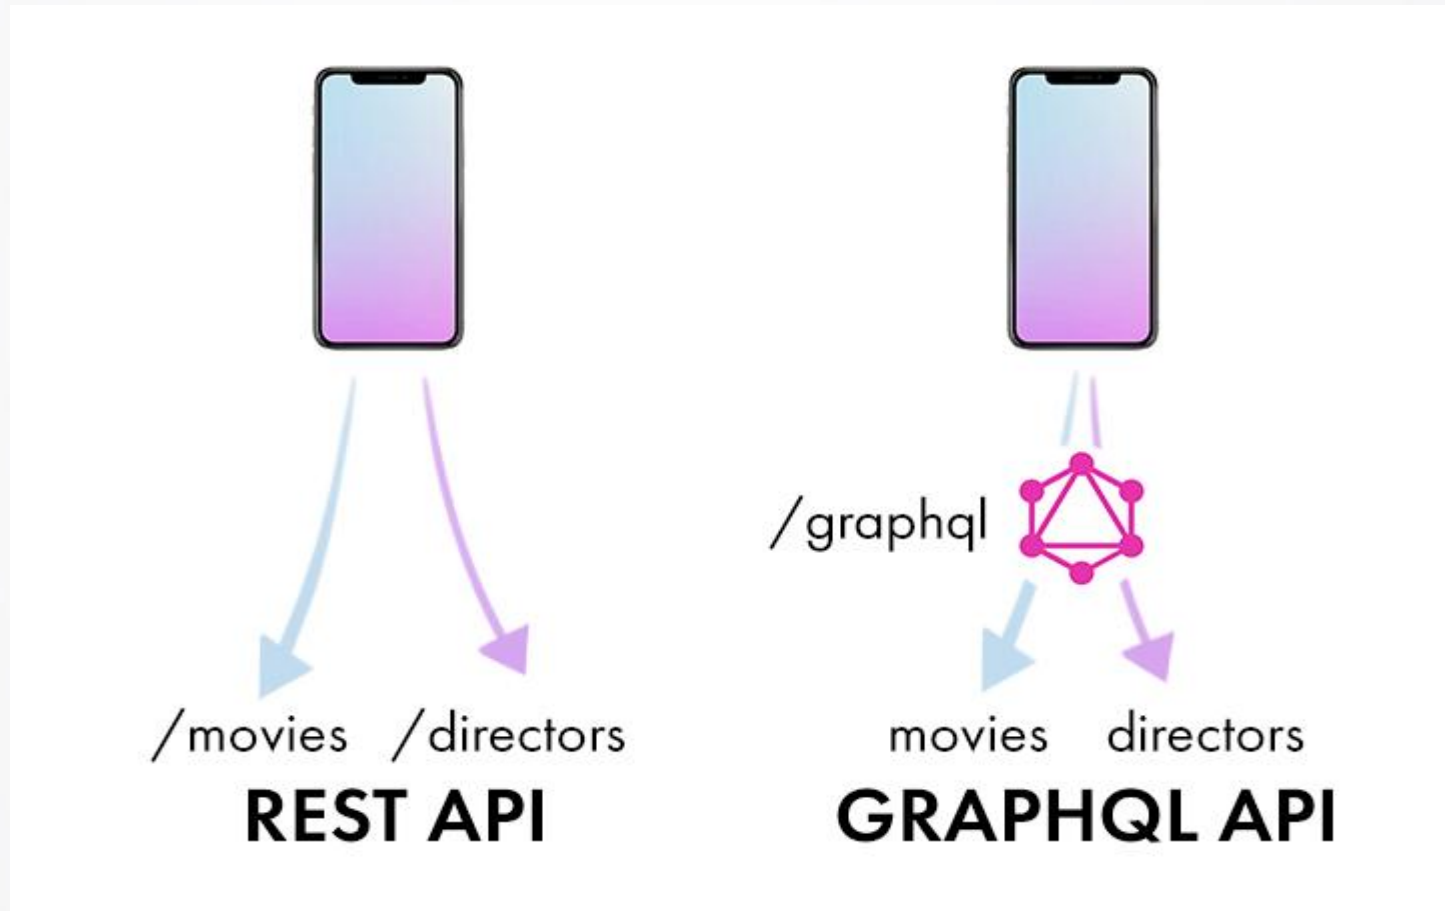 /graphql
/movies /directors
REST API
movies directors
GRAPHQL API